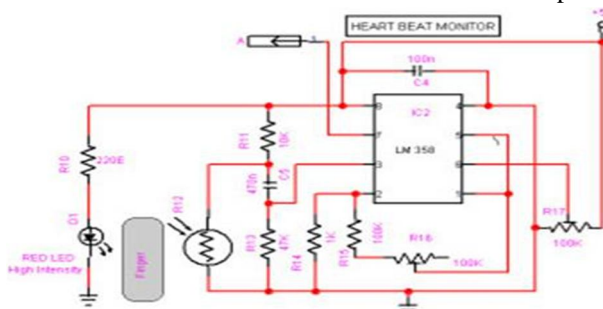 HEART BEAT MONITOR
+5
A
1
100n
C4
8
4
IC2
R11
10K
7
5
R10
220E
LM 358
3
6
470n
C5
R12
2
1
R17
D1
100K
R16
100K
R13
47K
R14
1K
R15
100K
RED LED
High Intensity
Finger